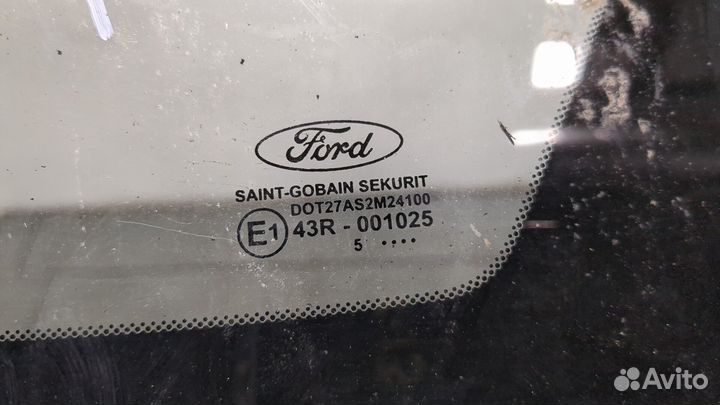 Ford
SAINT-GOBAIN SEKURIT
DOT27AS2M24100
E1 43R - 001025
5 ....
Avito